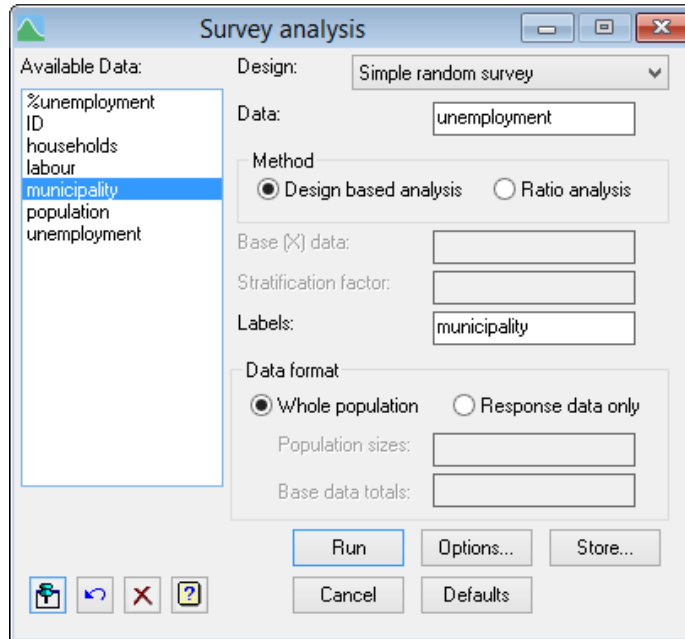 Survey analysis
Available Data:
%unemployment
ID
households
labour
municipality
population
unemployment
Design:
Simple random survey
Data:
unemployment
Method
Design based analysis
Ratio analysis
Base (X) data:
Stratification factor:
Labels:
municipality
Data format
Whole population
Response data only
Population sizes:
Base data totals:
Run
Options...
Store...
Cancel
Defaults